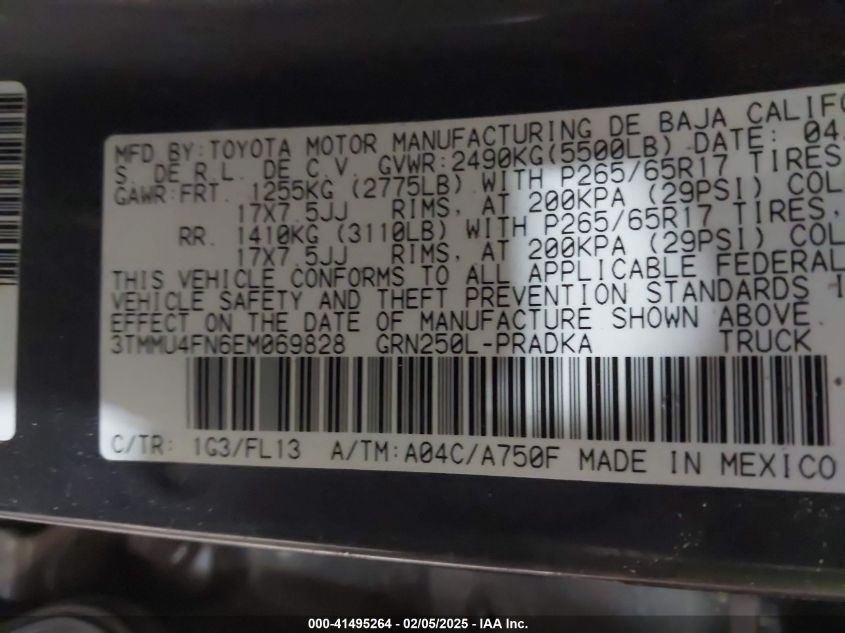 MFD BY: TOYOTA MOTOR MANUFACTURING DE BAJA CALIFO
S. DE R.L. DE C.V. GVWR: 2490KG(5500LB) DATE: 04
GAWR:FRT. 1255KG (2775LB) WITH P265/65R17 TIRES
17X7.5JJ RIMS, AT 200KPA (29PSI) COL
RR. 1410KG (3110LB) WITH P265/65R17 TIRES,
17X7.5JJ RIMS, AT 200KPA (29PSI) COL
THIS VEHICLE CONFORMS TO ALL APPLICABLE FEDERAL
VEHICLE SAFETY AND THEFT PREVENTION STANDARDS I
EFFECT ON THE DATE OF MANUFACTURE SHOWN ABOVE
3TMMU4FN6EM069828 GRN250L-PRADKA TRUCK
C/TR: 1G3/FL13 A/TM:A04C/A750F MADE IN MEXICO
000-41495264 / 02/05/2025 - IAA Inc.